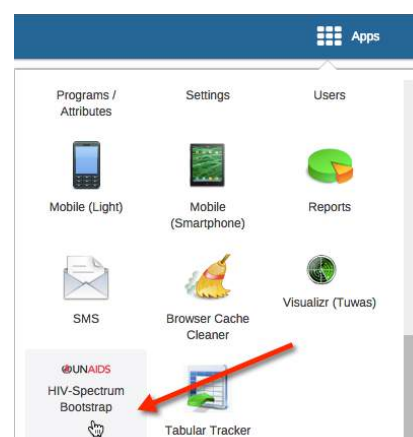 Apps
Programs /
Attributes
Settings
Users
Mobile (Light)
Mobile
(Smartphone)
Reports
SMS
Browser Cache
Cleaner
Visualizr (Tuwas)
UNAIDS
HIV-Spectrum
Bootstrap
Tabular Tracker